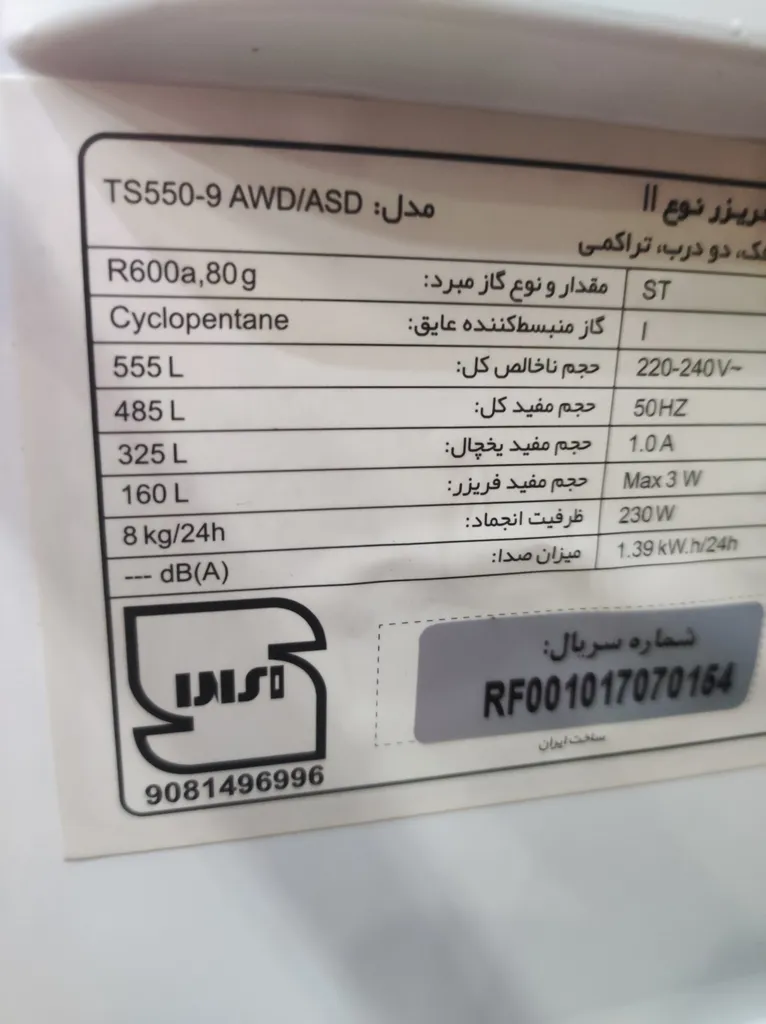 نوع II مدل: TS550-9 AWD/ASD
دو درب، تراکمی
ST مقدار و نوع گاز مبرد: R600a,80g
I گاز منبسط‌کننده عایق: Cyclopentane
220-240V~ حجم ناخالص کل: 555 L
50HZ حجم مفید کل: 485 L
1.0 A حجم مفید یخچال: 325 L
Max 3 W حجم مفید فریزر: 160 L
230 W ظرفیت انجماد: 8 kg/24h
1.39 kW.h/24h میزان صدا: --- dB(A)
شماره سریال:
RF001017070154
ساخت ایران
9081496996